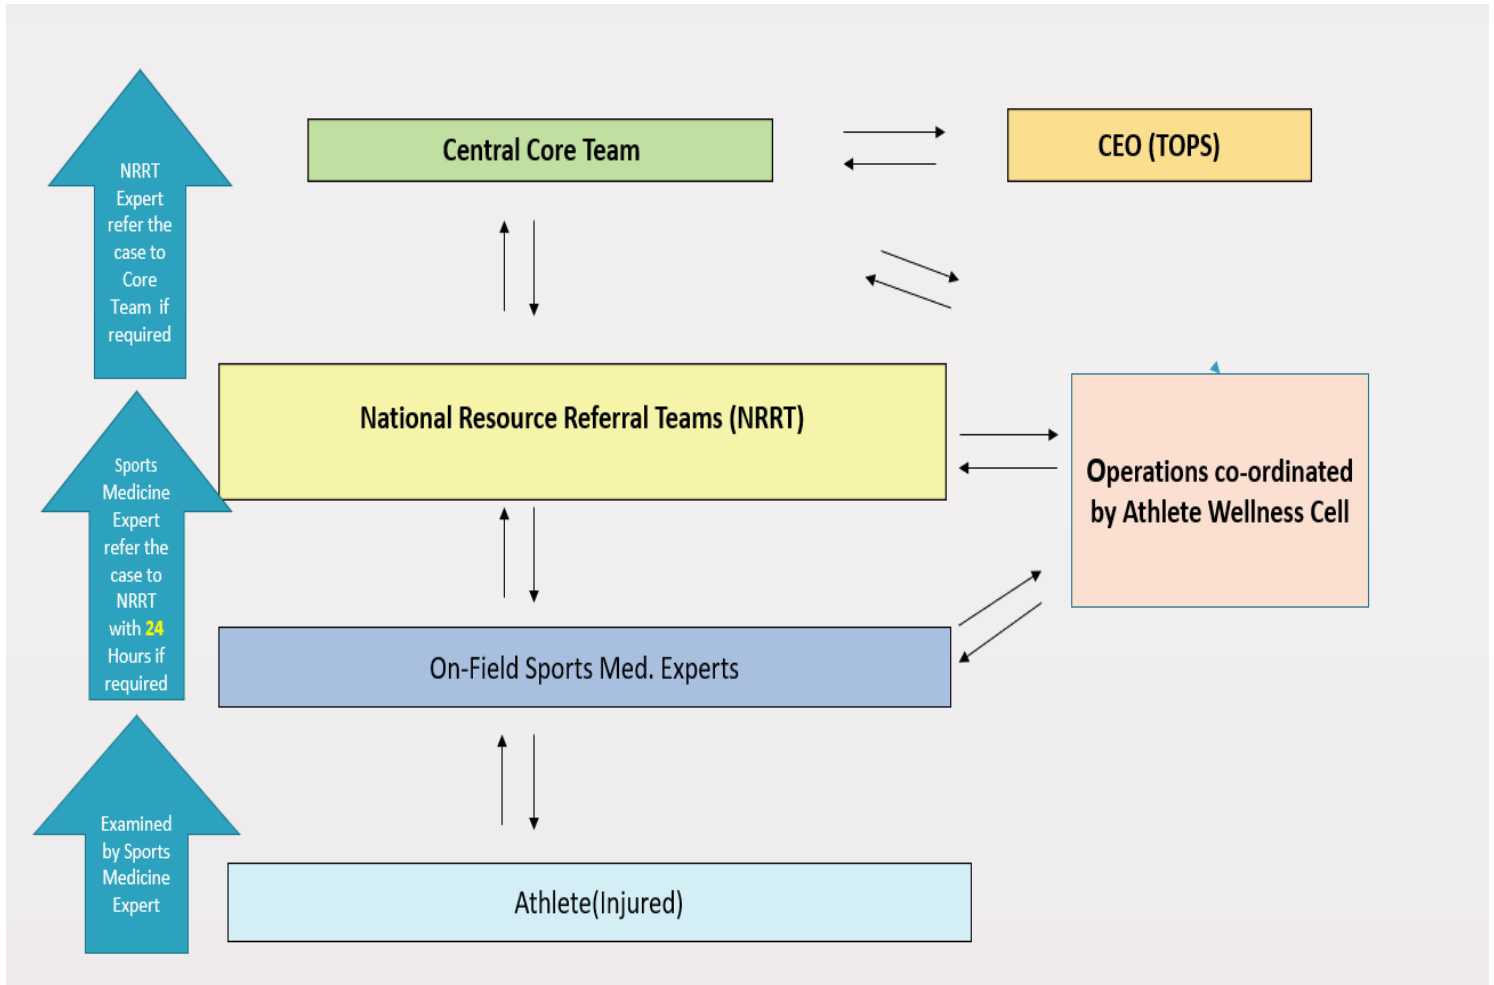 NRRT
Expert
refer the
case to
Core
Team if
required
Central Core Team
CEO (TOPS)
National Resource Referral Teams (NRRT)
Sports
Medicine
Expert
refer the
case to
NRRT
with 24
Hours if
required
Operations co-ordinated
by Athlete Wellness Cell
On-Field Sports Med. Experts
Examined
by Sports
Medicine
Expert
Athlete(Injured)